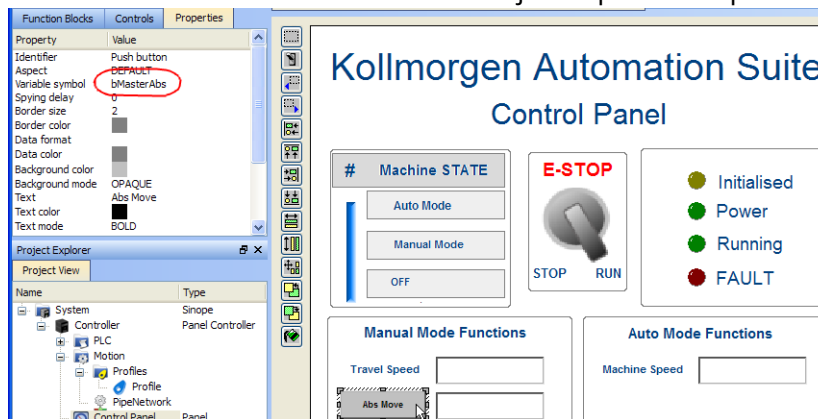 Function Blocks Controls Properties
Property Value
Identifier Push button
Aspect DEFAULT
Variable symbol bMasterAbs
Spying delay 0
Border size 2
Border color
Data format
Data color
Background color
Background mode OPAQUE
Text Abs Move
Text color
Text mode BOLD
Project Explorer
Project View
Name Type
System Sinope
Controller Panel Controller
PLC
Motion
Profiles
Profile
PipeNetwork
Control Panel Panel
Kollmorgen Automation Suite
Control Panel
# Machine STATE
Auto Mode
Manual Mode
OFF
E-STOP
STOP RUN
Initialised
Power
Running
FAULT
Manual Mode Functions
Travel Speed
Abs Move
Auto Mode Functions
Machine Speed